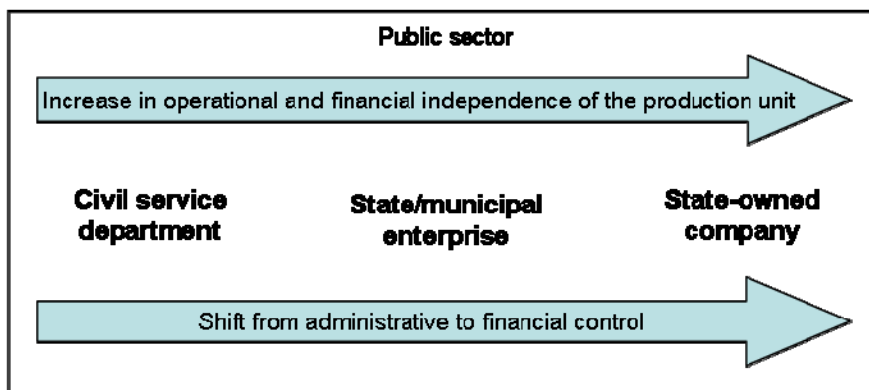 Public sector
Increase in operational and financial independence of the production unit
Civil service
department
State/municipal
enterprise
State-owned
company
Shift from administrative to financial control